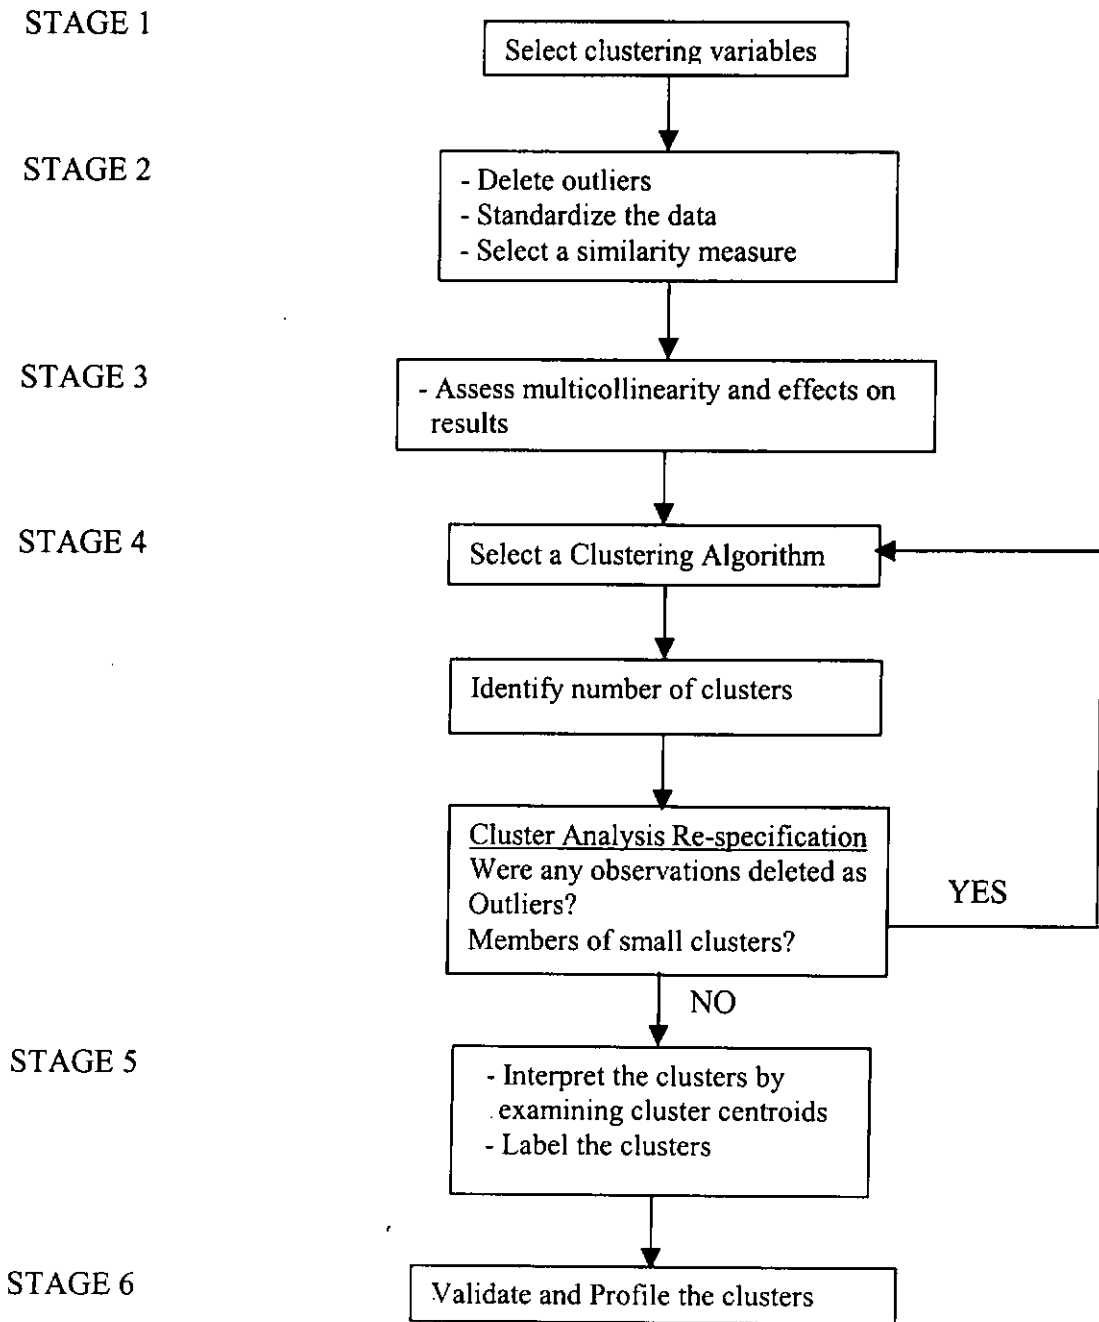 STAGE 1
Select clustering variables
STAGE 2
- Delete outliers
- Standardize the data
- Select a similarity measure
STAGE 3
- Assess multicollinearity and effects on
results
STAGE 4
Select a Clustering Algorithm
Identify number of clusters
Cluster Analysis Re-specification
Were any observations deleted as
Outliers?
Members of small clusters?
YES
NO
STAGE 5
- Interpret the clusters by
examining cluster centroids
- Label the clusters
STAGE 6
Validate and Profile the clusters